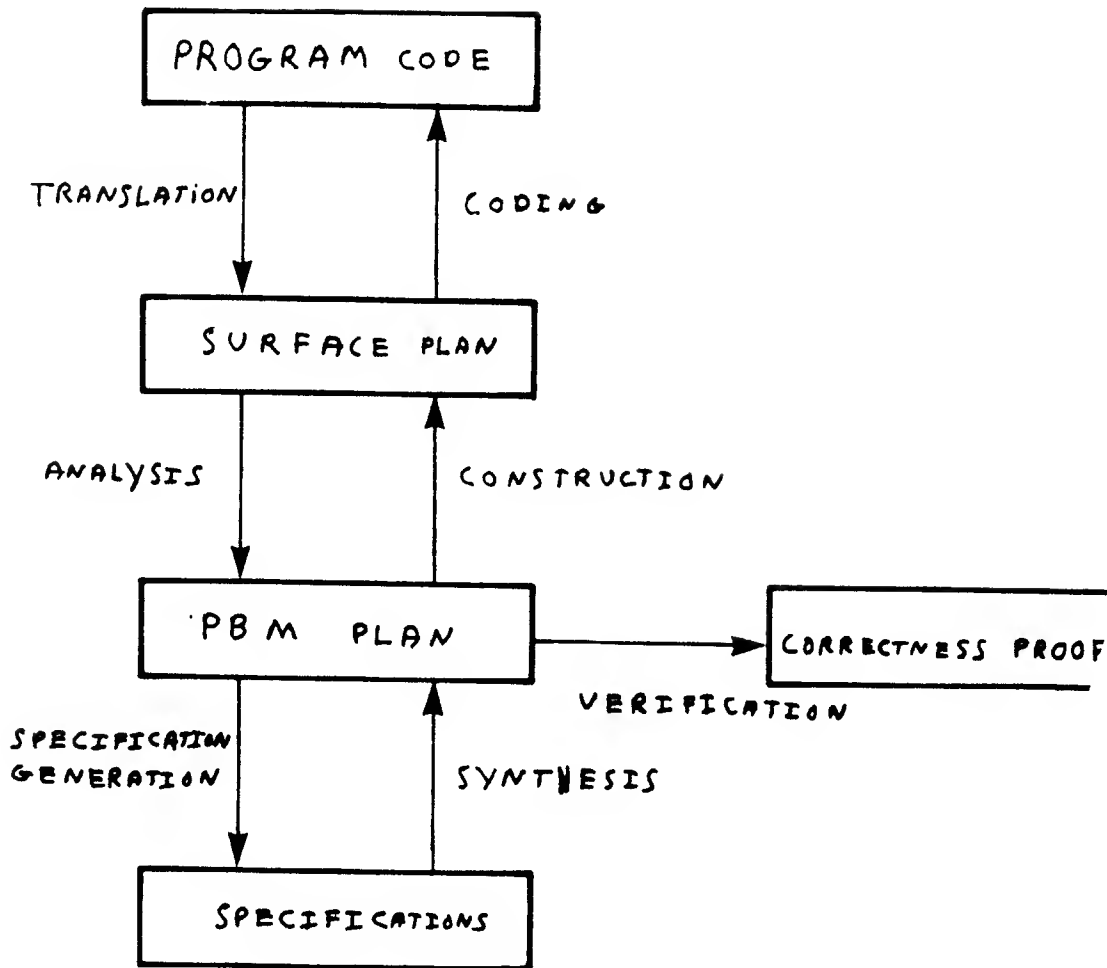 PROGRAM CODE
TRANSLATION
CODING
SURFACE PLAN
ANALYSIS
CONSTRUCTION
PBM PLAN
CORRECTNESS PROOF
VERIFICATION
SPECIFICATION
GENERATION
SYNTHESIS
SPECIFICATIONS